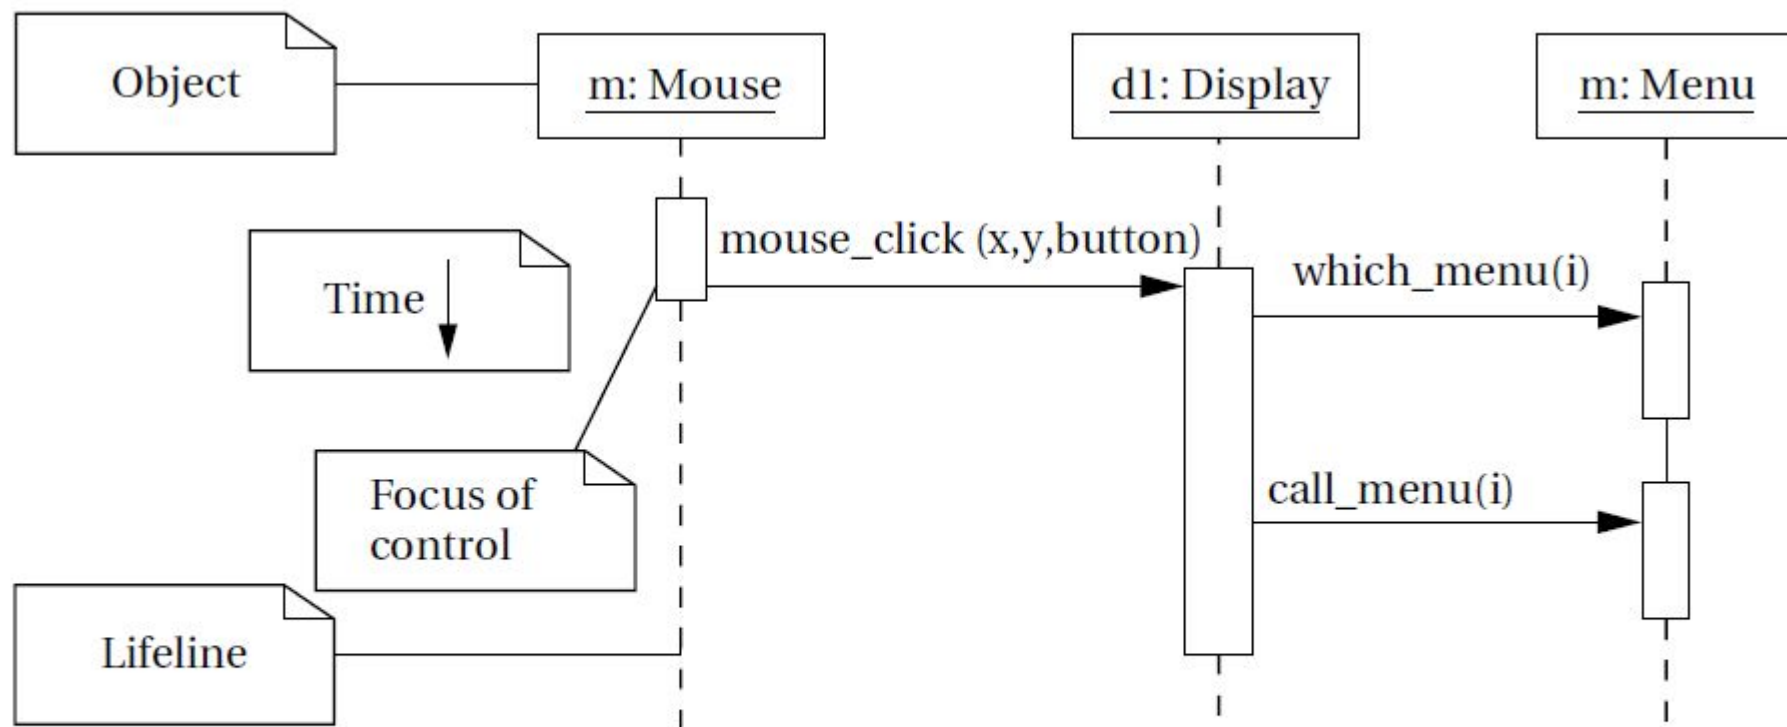 Object
m: Mouse
d1: Display
m: Menu
mouse_click (x,y,button)
which_menu(i)
Time
call_menu(i)
Focus of
control
Lifeline